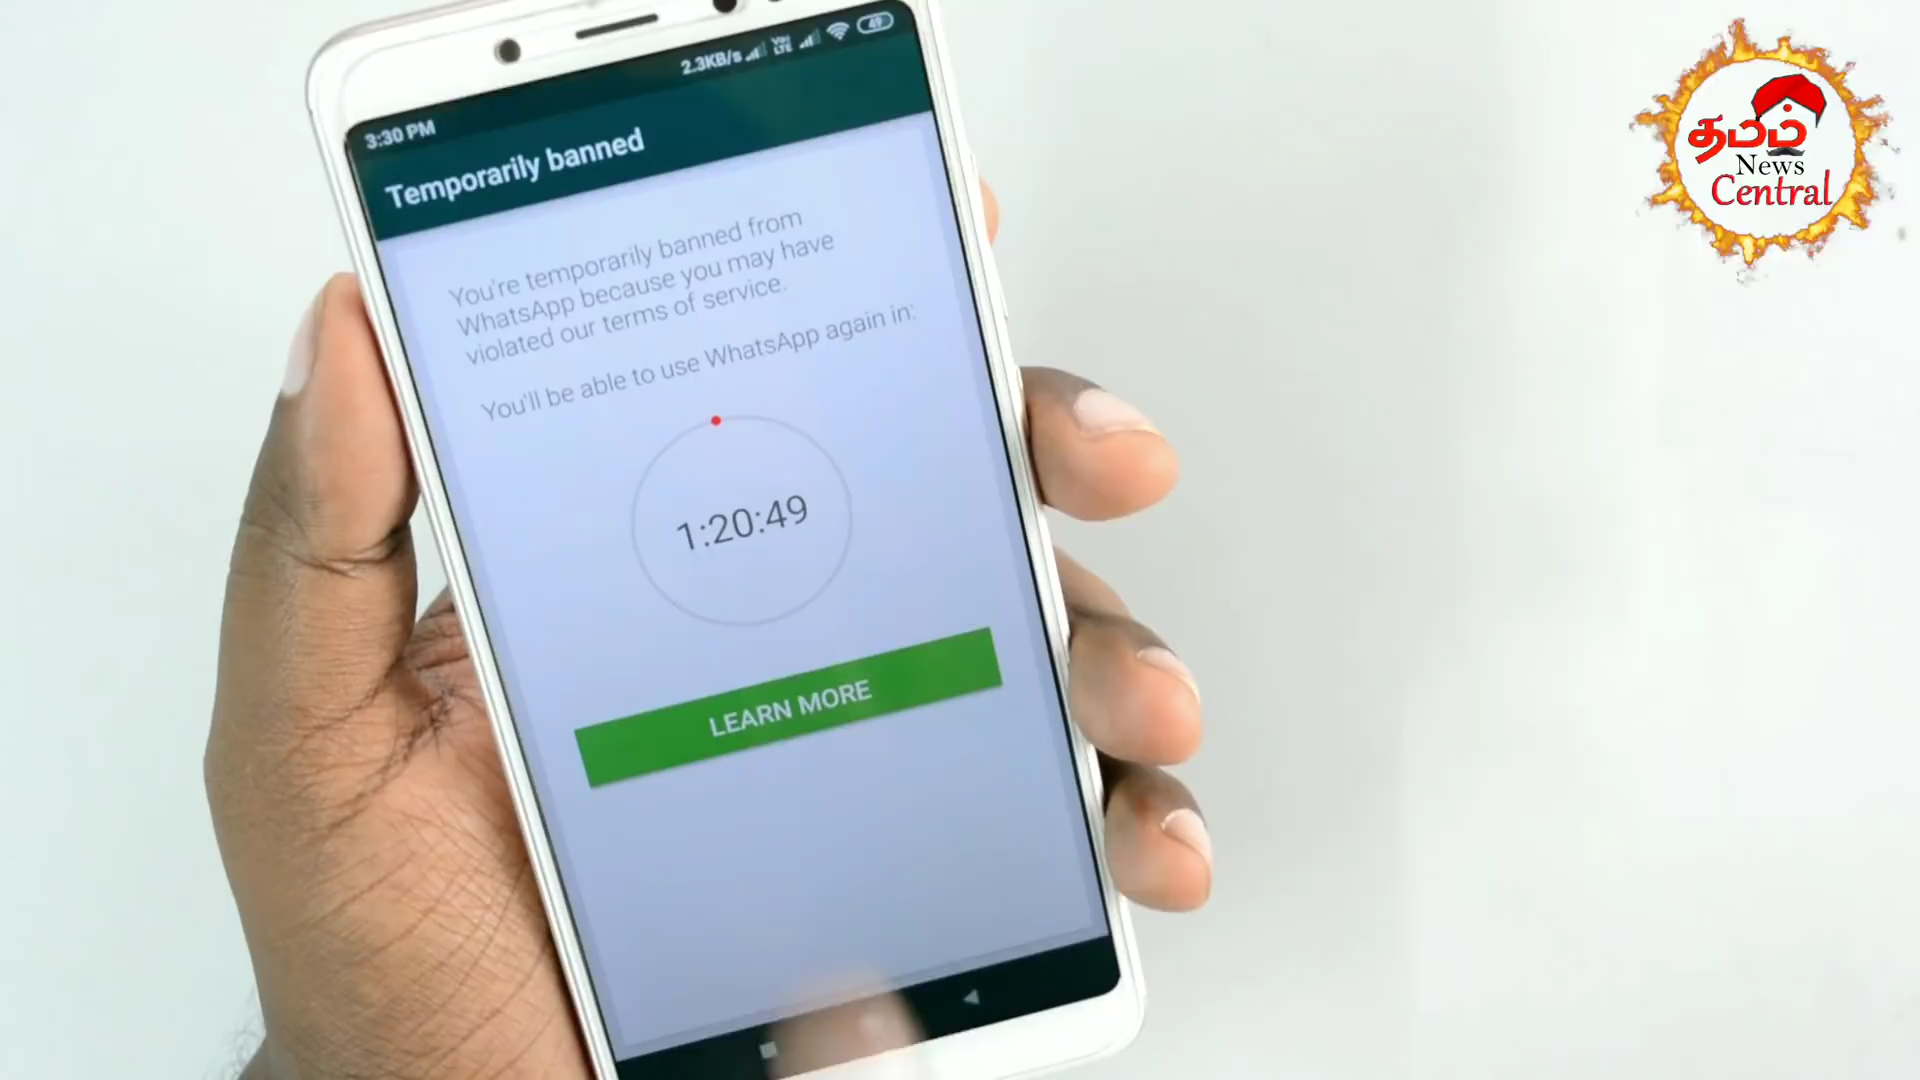 2.3KB/s
VoLTE
49
3:30 PM
Temporarily banned
You're temporarily banned from
WhatsApp because you may have
violated our terms of service.
You'll be able to use WhatsApp again in:
1:20:49
LEARN MORE
தமிழ்
News
Central